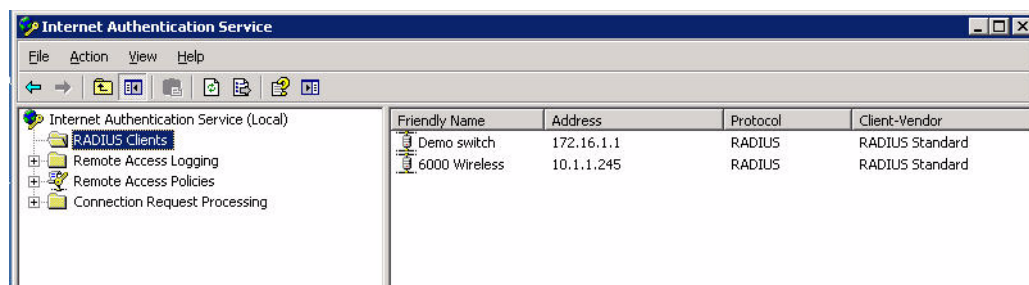 Internet Authentication Service
File Action View Help
Internet Authentication Service (Local)
RADIUS Clients
Remote Access Logging
Remote Access Policies
Connection Request Processing
Friendly Name Address Protocol Client-Vendor
Demo switch 172.16.1.1 RADIUS RADIUS Standard
6000 Wireless 10.1.1.245 RADIUS RADIUS Standard